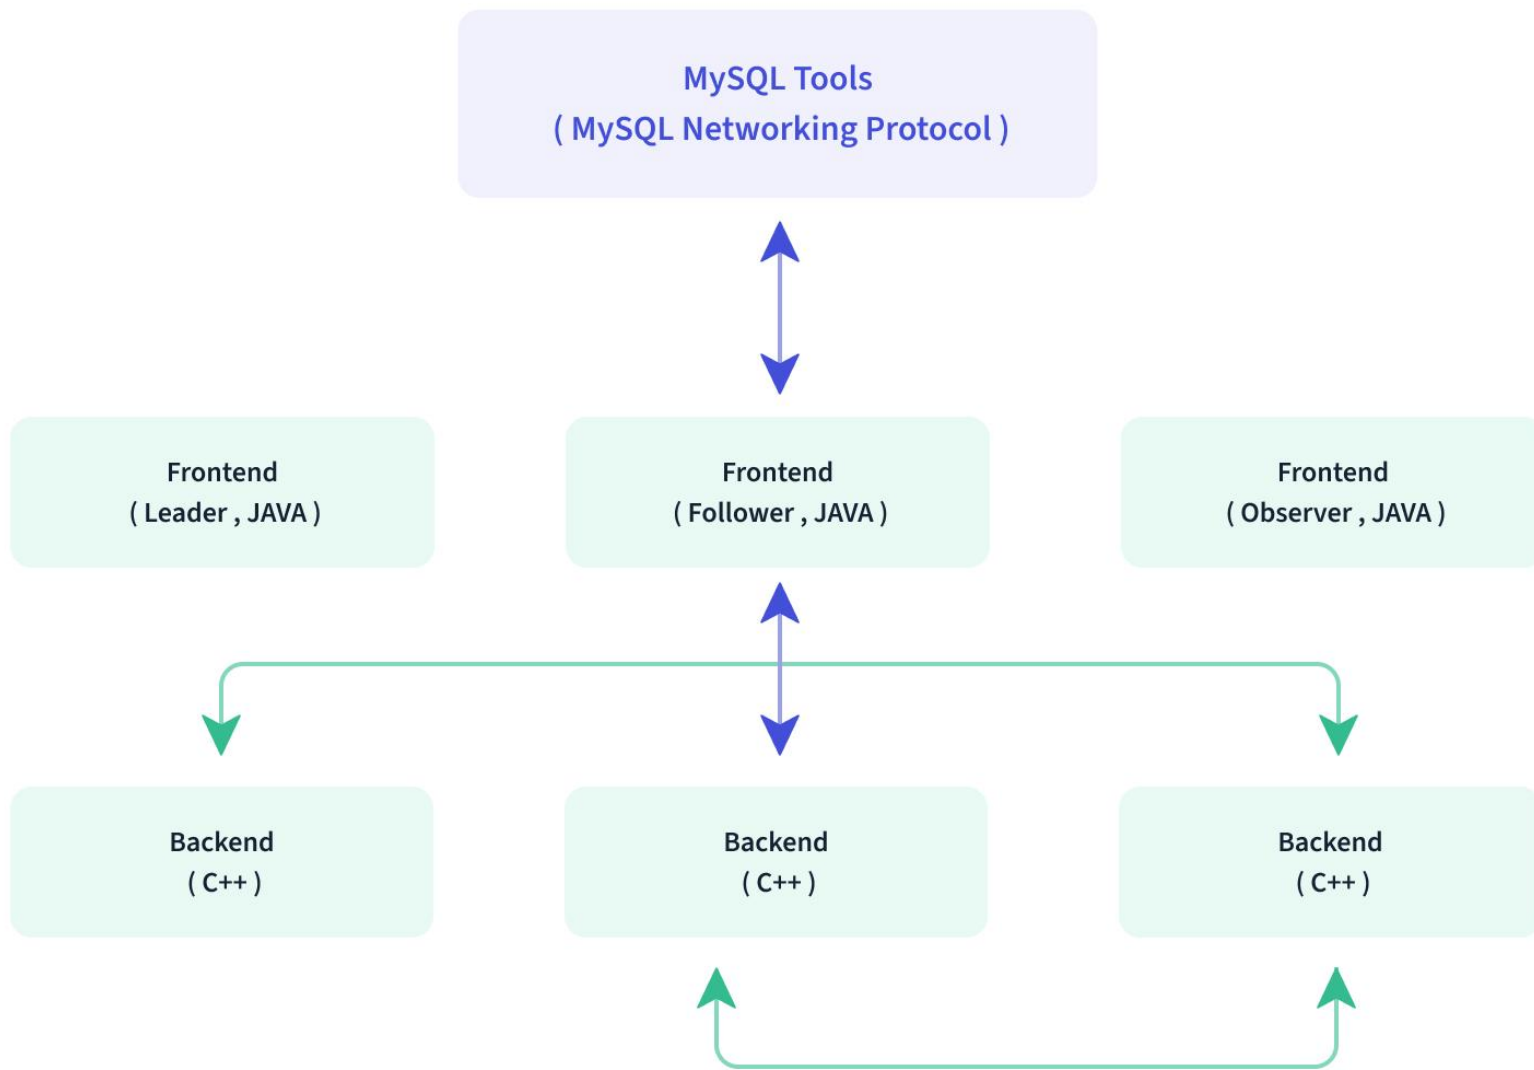 MySQL Tools
( MySQL Networking Protocol )
Frontend
( Leader , JAVA )
Frontend
( Follower , JAVA )
Frontend
( Observer , JAVA )
Backend
( C++ )
Backend
( C++ )
Backend
( C++ )